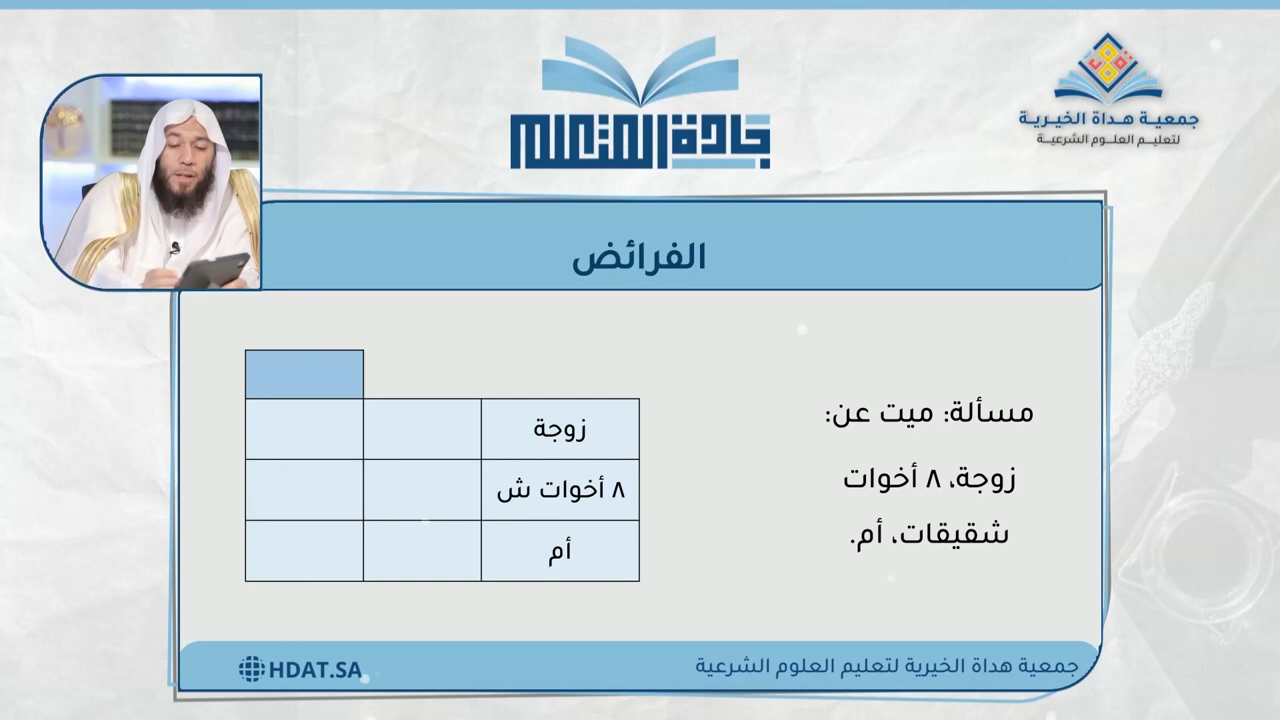 جادة المتعلم
جمعية هداة الخيرية
لتعليم العلوم الشرعية
الفرائض
مسألة: ميت عن:
زوجة، ٨ أخوات
شقيقات، أم.
زوجة
٨ أخوات ش
أم
جمعية هداة الخيرية لتعليم العلوم الشرعية
HDAT.SA